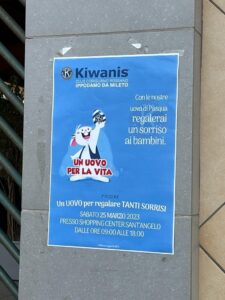 Kiwanis
IPPODAMO DA MILETO
Con le nostre
uova di Pasqua
regalerai
un sorriso
ai bambini.
UN UOVO
PER LA VITA
Un UOVO per regalare TANTI SORRISI
SABATO 25 MARZO 2023
PRESSO SHOPPING CENTER SANT'ANGELO
DALLE ORE 09:00 ALLE 18:00